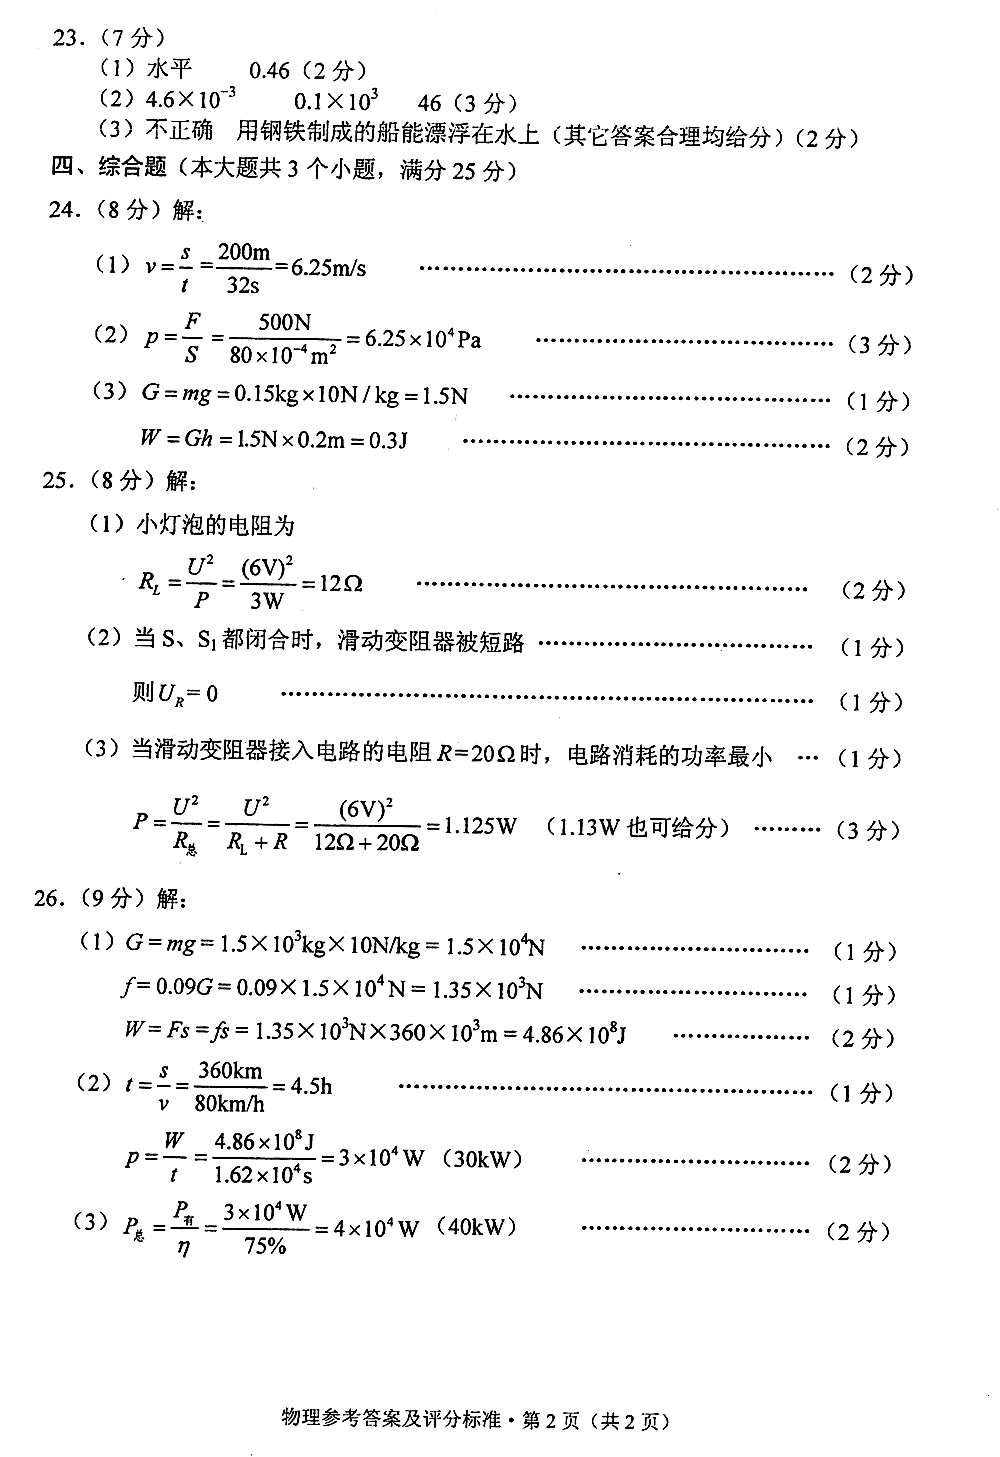 23.（7分）
（1）水平 0.46（2分）
（2）4.6×10⁻³ 0.1×10³ 46（3分）
（3）不正确 用钢铁制成的船能漂浮在水上（其它答案合理均给分）（2分）
四、综合题（本大题共3个小题，满分25分）
24.（8分）解：
（1）v=s/t=200m/32s=6.25m/s ……………………（2分）
（2）p=F/S=500N/(80×10⁻⁴m²)=6.25×10⁴Pa ……………………（3分）
（3）G=mg=0.15kg×10N/kg=1.5N ……………………（1分）
W=Gh=1.5N×0.2m=0.3J ……………………（2分）
25.（8分）解：
（1）小灯泡的电阻为
R_L=U²/P=(6V)²/3W=12Ω ……………………（2分）
（2）当S、S₁都闭合时，滑动变阻器被短路 ……………………（1分）
则U_R=0 ……………………（1分）
（3）当滑动变阻器接入电路的电阻R=20Ω时，电路消耗的功率最小 …（1分）
P=U²/R总=U²/(R_L+R)=(6V)²/(12Ω+20Ω)=1.125W （1.13W也可给分） ………（3分）
26.（9分）解：
（1）G=mg=1.5×10³kg×10N/kg=1.5×10⁴N ……………………（1分）
f=0.09G=0.09×1.5×10⁴N=1.35×10³N ……………………（1分）
W=Fs=fs=1.35×10³N×360×10³m=4.86×10⁸J ………………（2分）
（2）t=s/v=360km/(80km/h)=4.5h ……………………（1分）
p=W/t=4.86×10⁸J/(1.62×10⁴s)=3×10⁴W（30kW） ……………………（2分）
（3）P总=P有/η=3×10⁴W/75%=4×10⁴W（40kW） ……………………（2分）
物理参考答案及评分标准·第2页（共2页）